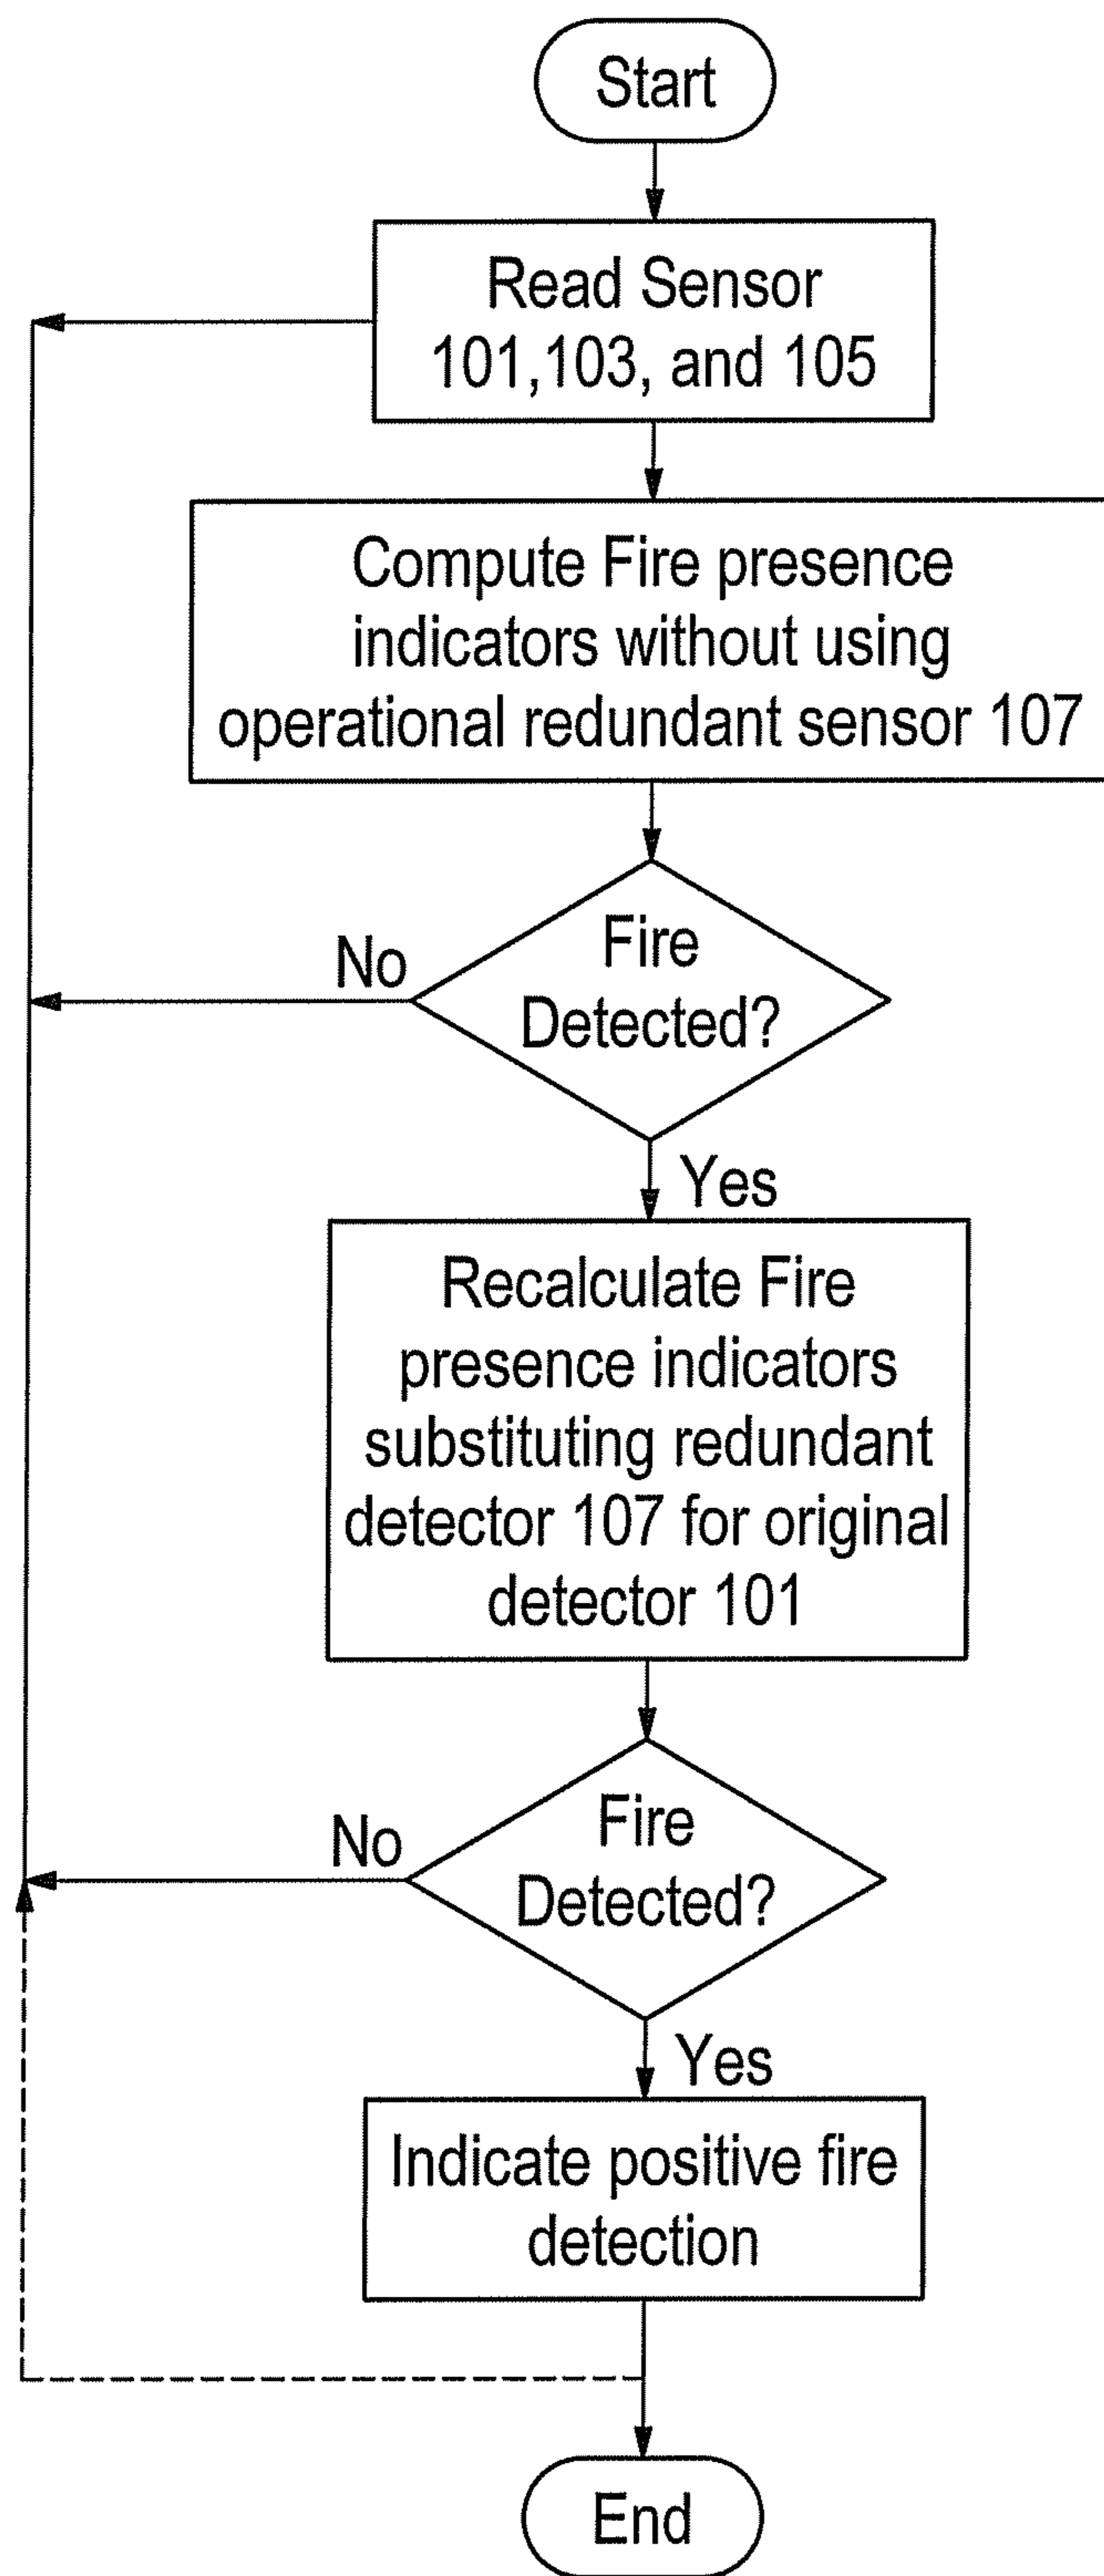 Start
Read Sensor
101,103, and 105
Compute Fire presence
indicators without using
operational redundant sensor 107
Fire
Detected?
No
Yes
Recalculate Fire
presence indicators
substituting redundant
detector 107 for original
detector 101
Fire
Detected?
No
Yes
Indicate positive fire
detection
End